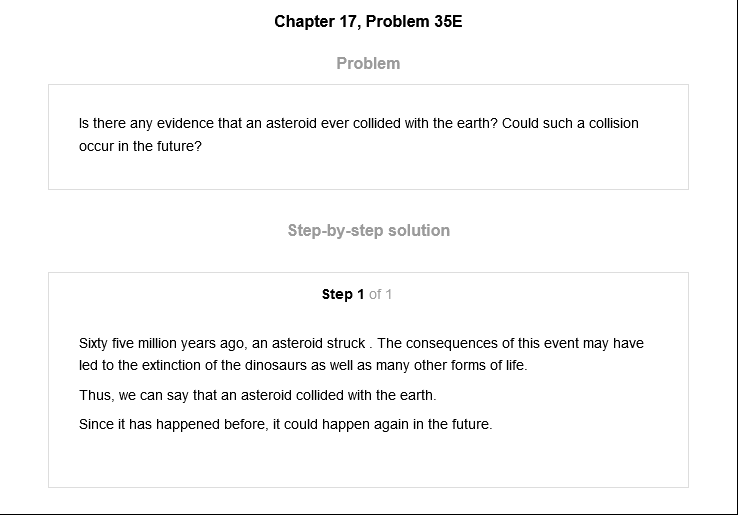 Chapter 17, Problem 35E
Problem
Is there any evidence that an asteroid ever collided with the earth? Could such a collision
occur in the future?
Step-by-step solution
Step 1 of 1
Sixty five million years ago, an asteroid struck . The consequences of this event may have
led to the extinction of the dinosaurs as well as many other forms of life.
Thus, we can say that an asteroid collided with the earth.
Since it has happened before, it could happen again in the future.